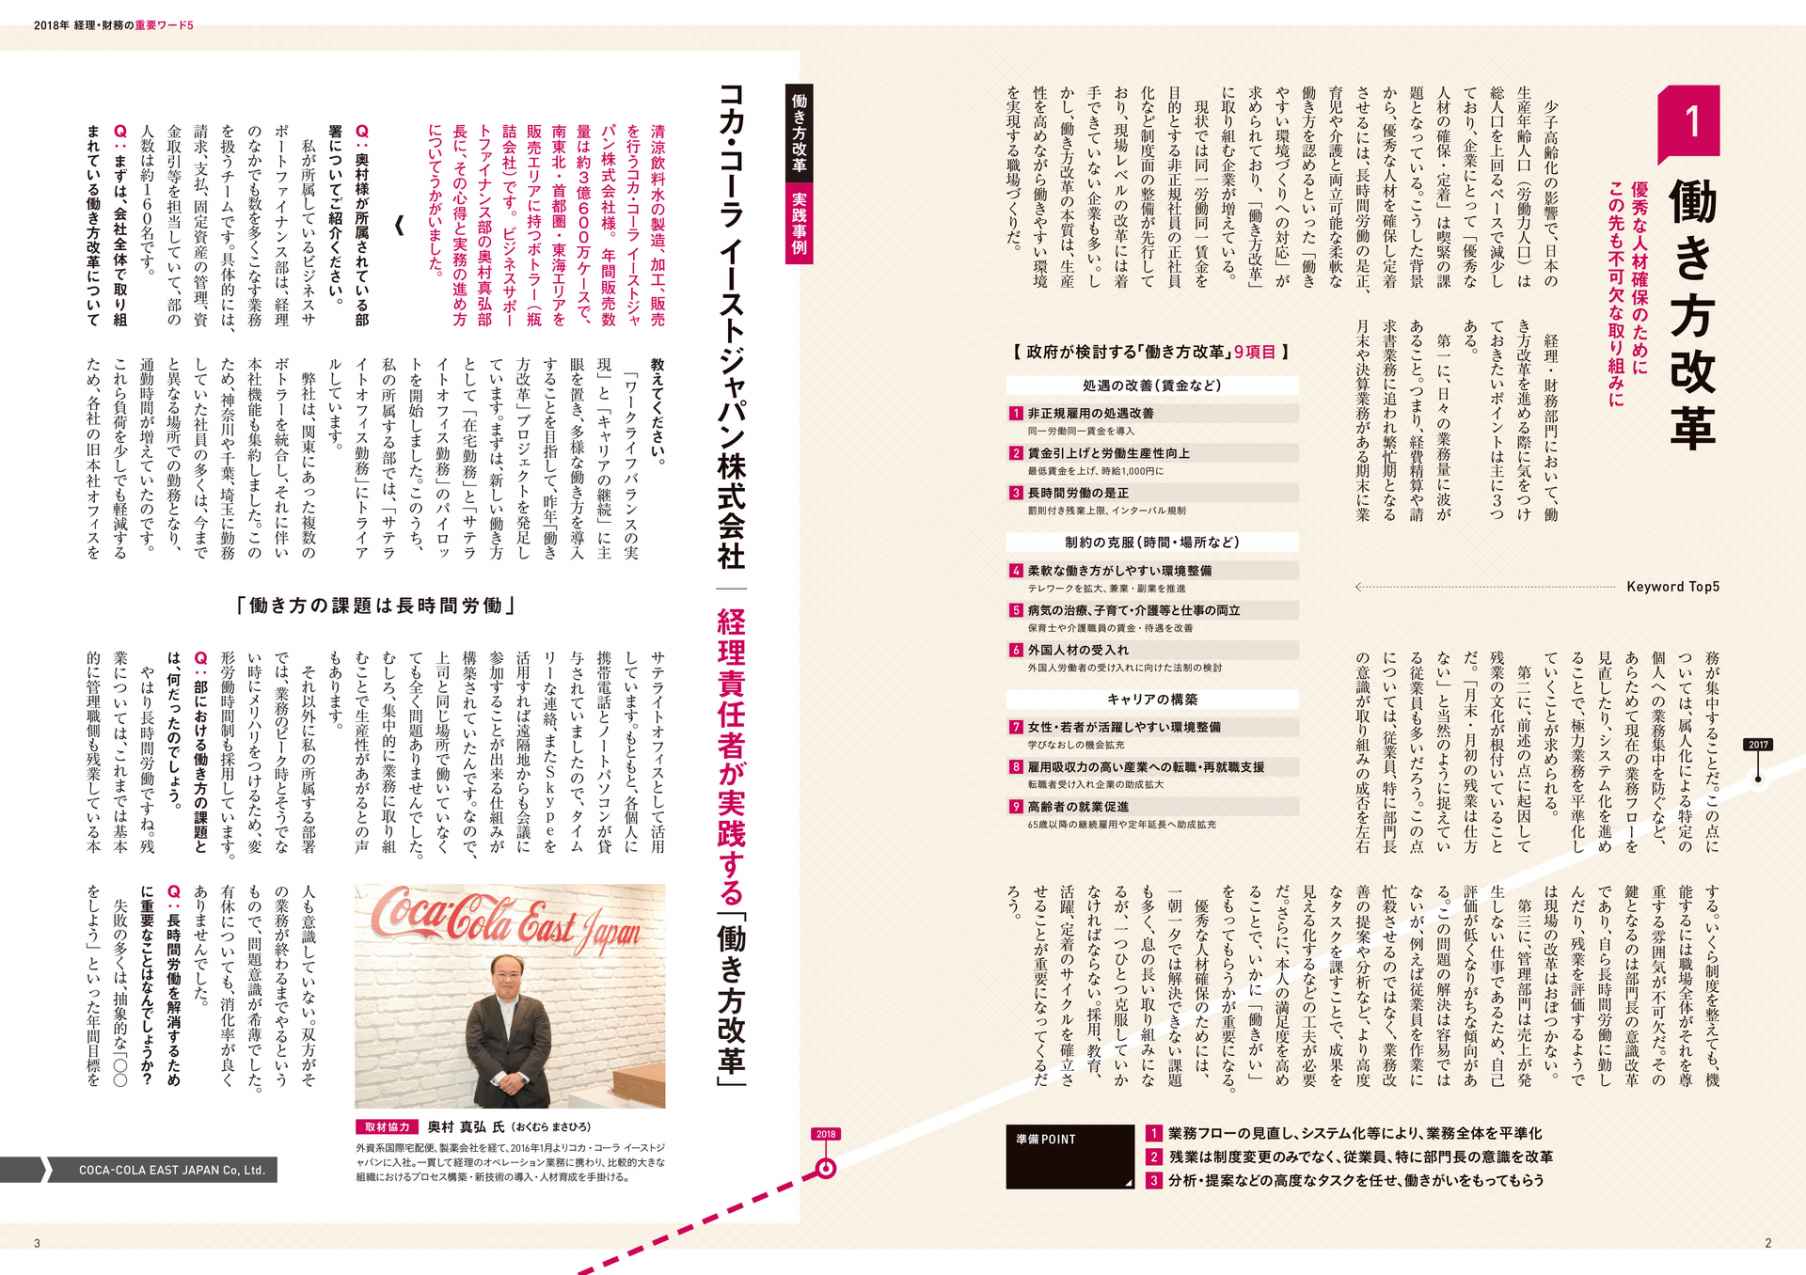 2018年 経理・財務の重要ワード5
1
働き方改革
優秀な人材確保のために
この先も不可欠な取り組みに
少子高齢化の影響で、日本の
生産年齢人口（労働力人口）は
総人口を上回るペースで減少し
ており、企業にとって「優秀な
人材の確保・定着」は喫緊の課
題となっている。こうした背景
から、優秀な人材を確保し定着
させるには、長時間労働の是正、
育児や介護と両立可能な柔軟な
働き方を認めるといった「働き
やすい環境づくりへの対応」が
求められており、「働き方改革」
に取り組む企業が増えている。
現状では同一労働同一賃金を
目的とする非正規社員の正社員
化など制度面の整備が先行して
おり、現場レベルの改革には着
手できていない企業も多い。し
かし、働き方改革の本質は、生産
性を高めながら働きやすい環境
を実現する職場づくりだ。
経理・財務部門において、働
き方改革を進める際に気をつけ
ておきたいポイントは主に3つ
ある。
第一に、日々の業務量に波が
あること。つまり、経費精算や請
求書業務に追われ繁忙期となる
月末や決算業務がある期末に業
【 政府が検討する「働き方改革」9項目 】
処遇の改善（賃金など）
1 非正規雇用の処遇改善
同一労働同一賃金を導入
2 賃金引上げと労働生産性向上
最低賃金を上げ、時給1,000円に
3 長時間労働の是正
罰則付き残業上限、インターバル規制
制約の克服（時間・場所など）
4 柔軟な働き方がしやすい環境整備
テレワークを拡大、兼業・副業を推進
5 病気の治療、子育て・介護等と仕事の両立
保育士や介護職員の賃金・待遇を改善
6 外国人材の受入れ
外国人労働者の受け入れに向けた法制の検討
キャリアの構築
7 女性・若者が活躍しやすい環境整備
学びなおしの機会拡充
8 雇用吸収力の高い産業への転職・再就職支援
転職者受け入れ企業の助成拡大
9 高齢者の就業促進
65歳以降の継続雇用や定年延長へ助成拡充
Keyword Top5
務が集中することだ。この点に
ついては、属人化による特定の
個人への業務集中を防ぐなど、
あらためて現在の業務フローを
見直したり、システム化を進め
ることで、極力業務を平準化し
ていくことが求められる。
第二に、前述の点に起因して
残業の文化が根付いていること
だ。「月末・月初の残業は仕方
ない」と当然のように捉えてい
る従業員も多いだろう。この点
については、従業員、特に部門長
の意識が取り組みの成否を左右
2017
する。いくら制度を整えても、機
能するには職場全体がそれを尊
重する雰囲気が不可欠だ。その
鍵となるのは部門長の意識改革
であり、自ら長時間労働に勤し
んだり、残業を評価するようで
は現場の改革はおぼつかない。
第三に、管理部門は売上が発
生しない仕事であるため、自己
評価が低くなりがちな傾向があ
る。この問題の解決は容易では
ないが、例えば従業員を作業に
忙殺させるのではなく、業務改
善の提案や分析など、より高度
なタスクを課すことで、成果を
見える化するなどの工夫が必要
だ。さらに、本人の満足度を高め
ることで、いかに「働きがい」
をもってもらうかが重要になる。
優秀な人材確保のためには、
一朝一夕では解決できない課題
も多く、息の長い取り組みにな
るが、一つひとつ克服していか
なければならない。採用、教育、
活躍、定着のサイクルを確立さ
せることが重要になってくるだ
ろう。
準備POINT
1 業務フローの見直し、システム化等により、業務全体を平準化
2 残業は制度変更のみでなく、従業員、特に部門長の意識を改革
3 分析・提案などの高度なタスクを任せ、働きがいをもってもらう
2
2018
働き方改革 実践事例
コカ・コーラ イーストジャパン株式会社 経理責任者が実践する「働き方改革」
清涼飲料水の製造、加工、販売
を行うコカ・コーラ イーストジャ
パン株式会社様。年間販売数
量は約3億600万ケースで、
南東北・首都圏・東海エリアを
販売エリアに持つボトラー（瓶
詰会社）です。ビジネスサポー
トファイナンス部の奥村真弘部
長に、その心得と実務の進め方
についてうかがいました。
Q：奥村様が所属されている部
署についてご紹介ください。
私が所属しているビジネスサ
ポートファイナンス部は、経理
のなかでも数を多くこなす業務
を扱うチームです。具体的には、
請求、支払、固定資産の管理、資
金取引等を担当していて、部の
人数は約160名です。
Q：まずは、会社全体で取り組
まれている働き方改革について
教えてください。
「ワークライフバランスの実
現」と「キャリアの継続」に主
眼を置き、多様な働き方を導入
することを目指して、昨年「働き
方改革」プロジェクトを発足し
ています。まずは、新しい働き方
として「在宅勤務」と「サテラ
イトオフィス勤務」のパイロッ
トを開始しました。このうち、
私の所属する部では、「サテラ
イトオフィス勤務」にトライア
ルしています。
弊社は、関東にあった複数の
ボトラーを統合し、それに伴い
本社機能も集約しました。この
ため、神奈川や千葉、埼玉に勤務
していた社員の多くは、今まで
と異なる場所での勤務となり、
通勤時間が増えていたのです。
これら負荷を少しでも軽減する
ため、各社の旧本社オフィスを
「働き方の課題は長時間労働」
サテライトオフィスとして活用
しています。もともと、各個人に
携帯電話とノートパソコンが貸
与されていましたので、タイム
リーな連絡、またSkypeを
活用すれば遠隔地からも会議に
参加することが出来る仕組みが
構築されていたんです。なので、
上司と同じ場所で働いていなく
ても全く問題ありませんでした。
むしろ、集中的に業務に取り組
むことで生産性があがるとの声
もあります。
それ以外に私の所属する部署
では、業務のピーク時とそうでな
い時にメリハリをつけるため、変
形労働時間制も採用しています。
Q：部における働き方の課題と
は、何だったのでしょう。
やはり長時間労働ですね。残
業については、これまでは基本
的に管理職側も残業している本
人も意識していない。双方がそ
の業務が終わるまでやるという
もので、問題意識が希薄でした。
有休についても、消化率が良く
ありませんでした。
Q：長時間労働を解消するため
に重要なことはなんでしょうか？
失敗の多くは、抽象的な「〇〇
をしよう」といった年間目標を
Coca-Cola East Japan
取材協力 奥村 真弘 氏（おくむら まさひろ）
外資系国際宅配便、製薬会社を経て、2016年1月よりコカ・コーラ イーストジ
ャパンに入社。一貫して経理のオペレーション業務に携わり、比較的大きな
組織におけるプロセス構築・新技術の導入・人材育成を手掛ける。
COCA-COLA EAST JAPAN Co, Ltd.
3